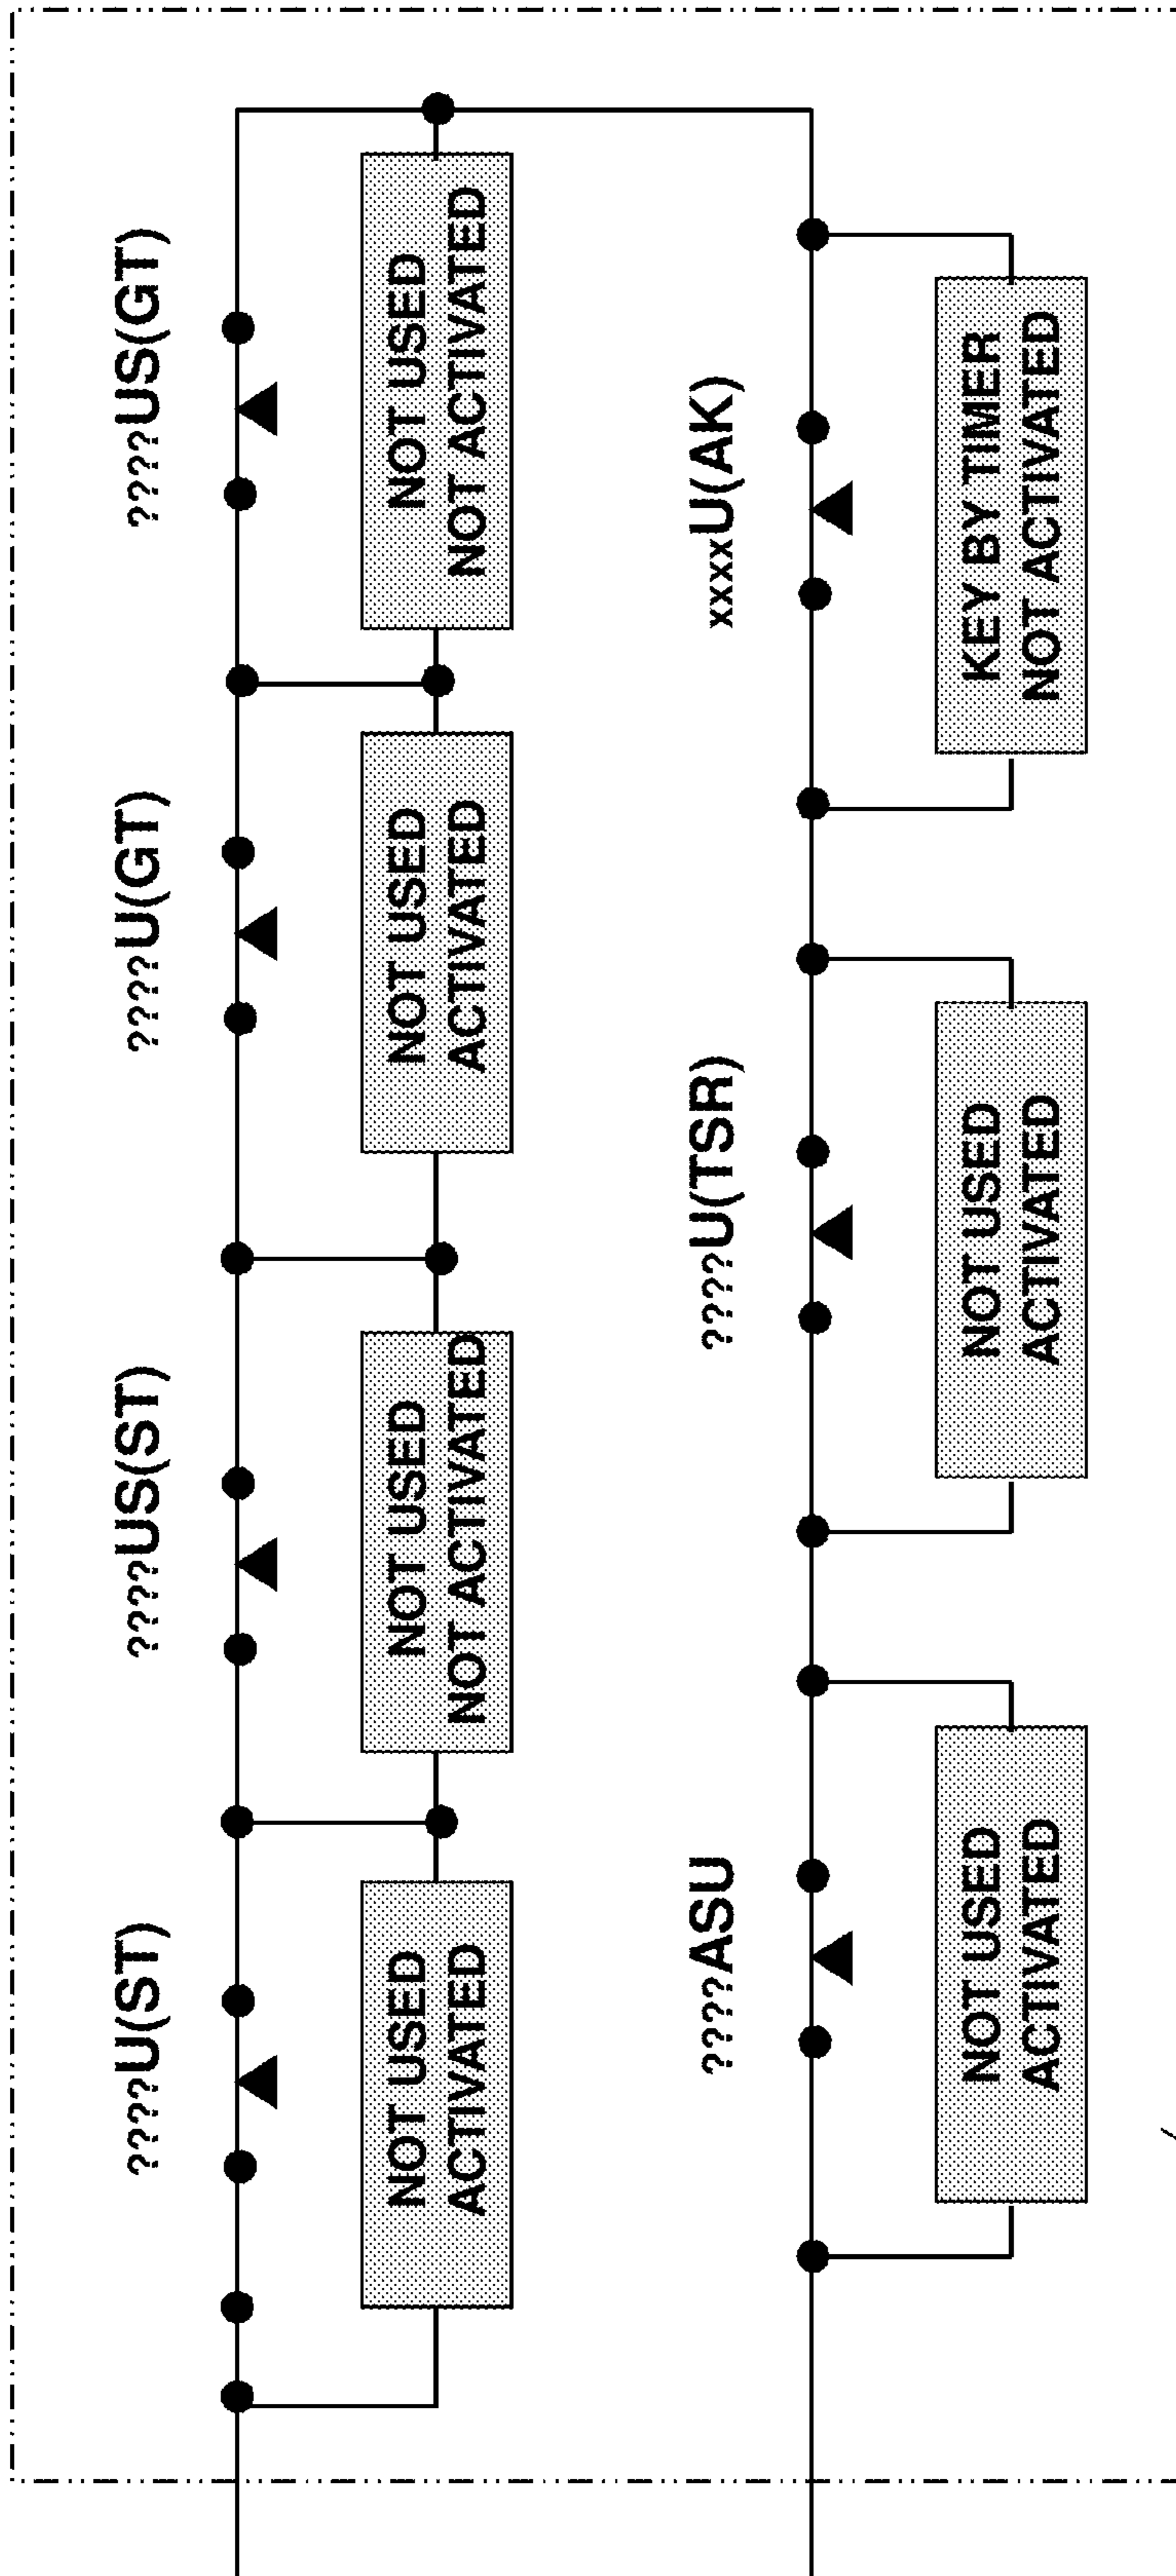 ????U(ST)
????US(ST)
????U(GT)
????US(GT)
NOT USED
ACTIVATED
NOT USED
NOT ACTIVATED
NOT USED
ACTIVATED
NOT USED
NOT ACTIVATED
????ASU
????U(TSR)
xxxxU(AK)
NOT USED
ACTIVATED
NOT USED
ACTIVATED
KEY BY TIMER
NOT ACTIVATED